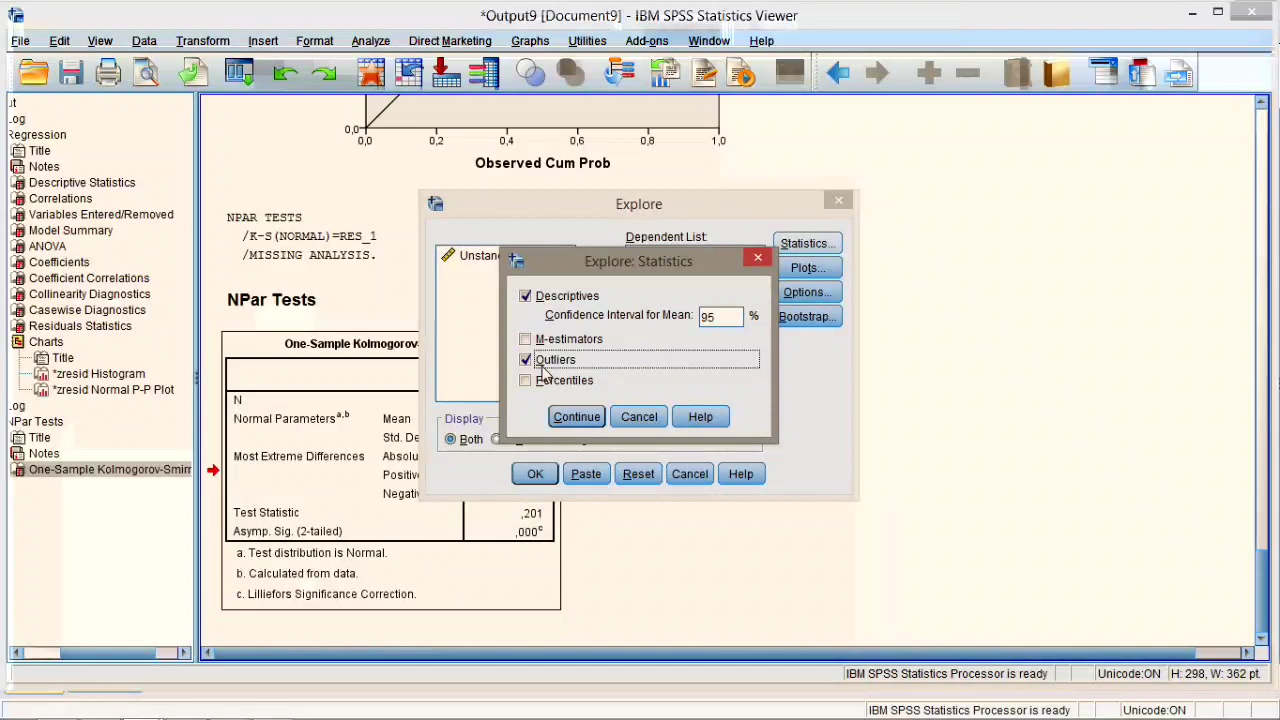 *Output9 [Document9] - IBM SPSS Statistics Viewer
File Edit View Data Transform Insert Format Analyze Direct Marketing Graphs Utilities Add-ons Window Help
Log
Regression
Title
Notes
Descriptive Statistics
Correlations
Variables Entered/Removed
Model Summary
ANOVA
Coefficients
Coefficient Correlations
Collinearity Diagnostics
Casewise Diagnostics
Residuals Statistics
Charts
Title
*zresid Histogram
*zresid Normal P-P Plot
Log
NPar Tests
Title
Notes
One-Sample Kolmogorov-Smirr
0,0
0,0 0,2 0,4 0,6 0,8 1,0
Observed Cum Prob
NPAR TESTS
/K-S(NORMAL)=RES_1
/MISSING ANALYSIS.
NPar Tests
One-Sample Kolmogorov-
N
Normal Parameters a,b Mean
Std. De
Most Extreme Differences Absolu
Positive
Negati
Test Statistic ,201
Asymp. Sig. (2-tailed) ,000c
a. Test distribution is Normal.
b. Calculated from data.
c. Lilliefors Significance Correction.
Explore
Dependent List:
Unstan
Statistics...
Plots...
Options...
Bootstrap...
Display
Both
OK Paste Reset Cancel Help
Explore: Statistics
Descriptives
Confidence Interval for Mean: 95 %
M-estimators
Outliers
Percentiles
Continue Cancel Help
IBM SPSS Statistics Processor is ready Unicode:ON H: 298, W: 362 pt.
IBM SPSS Statistics Processor is ready Unicode:ON